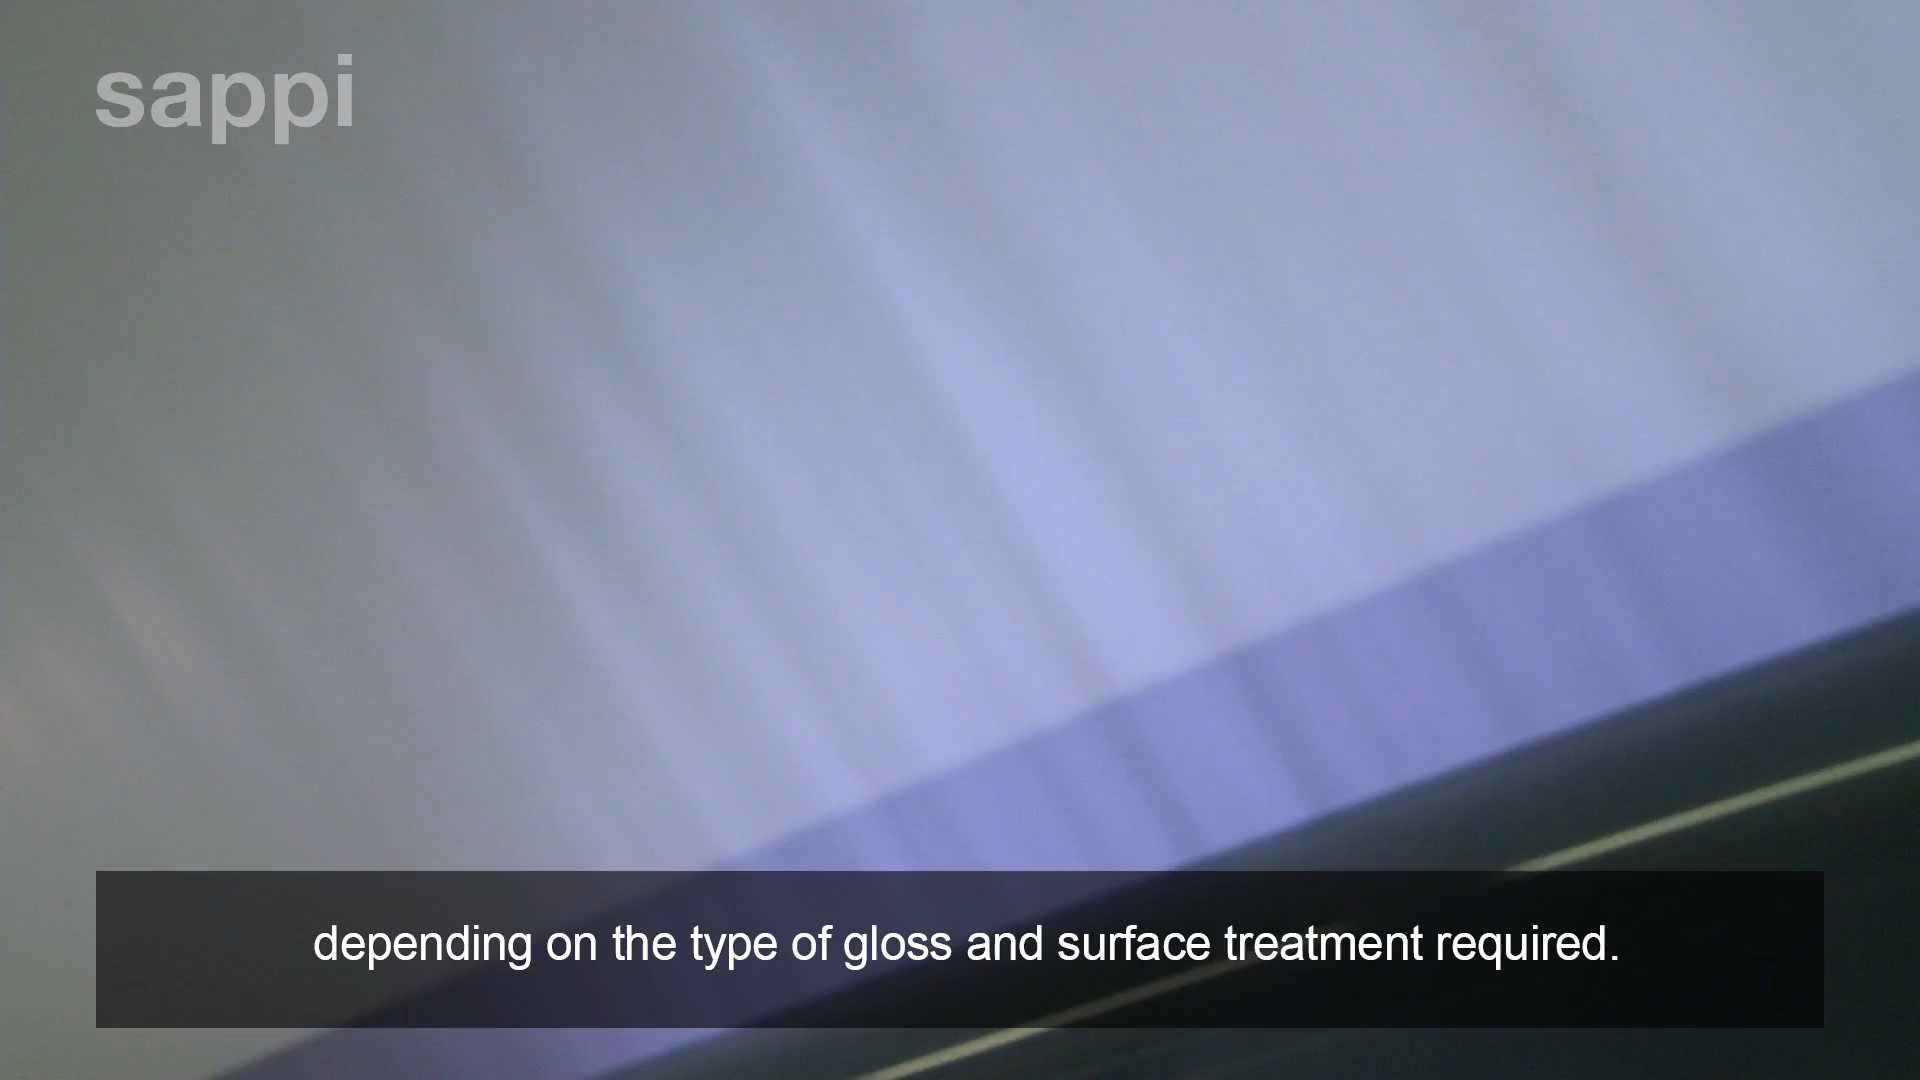 sappi
depending on the type of gloss and surface treatment required.